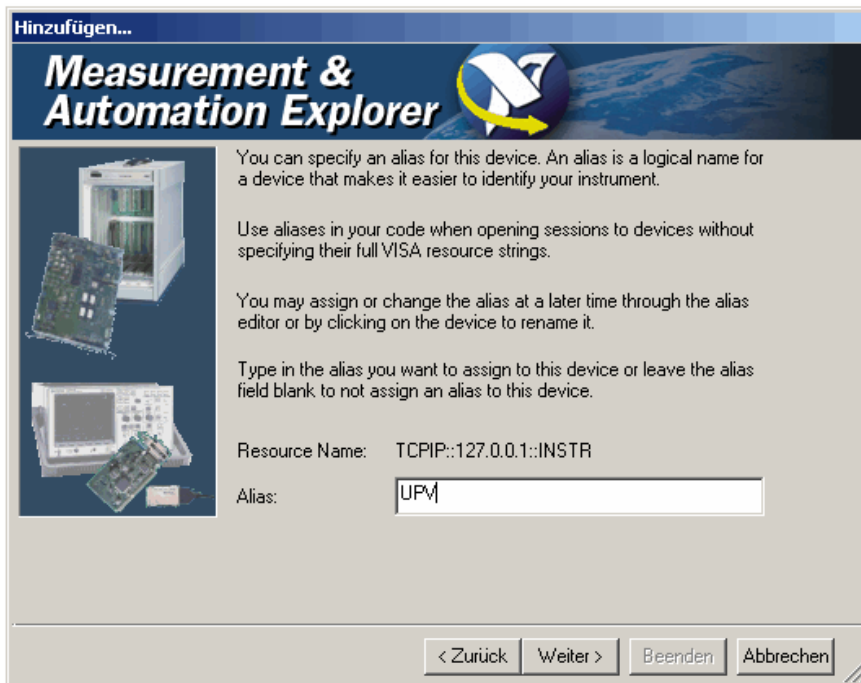 Hinzufügen...
Measurement &
Automation Explorer
You can specify an alias for this device. An alias is a logical name for
a device that makes it easier to identify your instrument.
Use aliases in your code when opening sessions to devices without
specifying their full VISA resource strings.
You may assign or change the alias at a later time through the alias
editor or by clicking on the device to rename it.
Type in the alias you want to assign to this device or leave the alias
field blank to not assign an alias to this device.
Resource Name: TCPIP::127.0.0.1::INSTR
Alias: UPV
< Zurück Weiter > Beenden Abbrechen